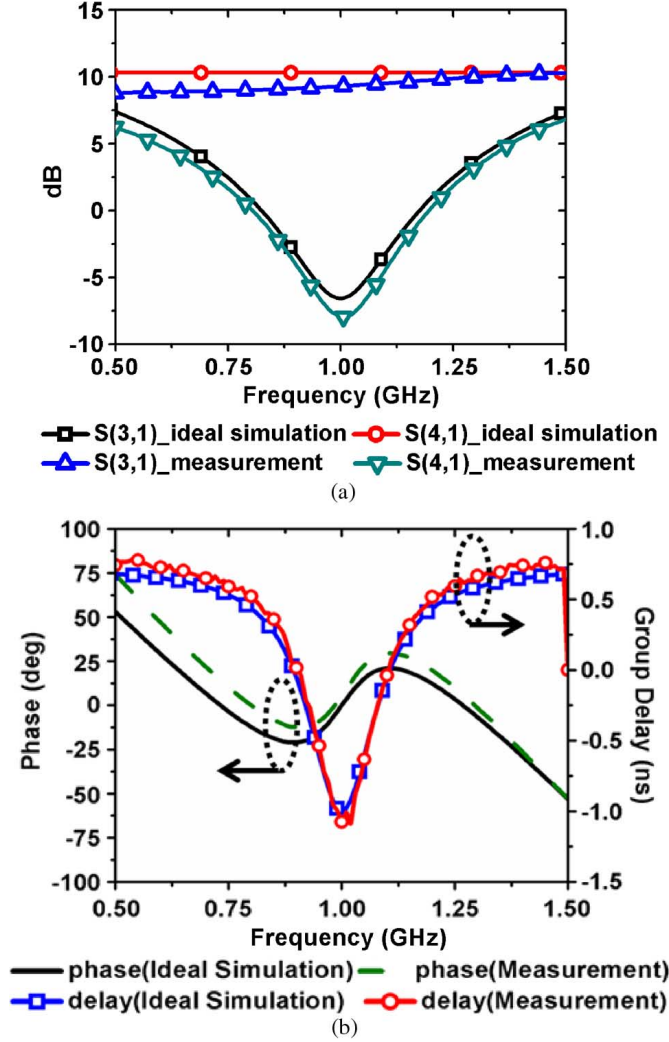 15
10
5
0
-5
-10
dB
0.50 0.75 1.00 1.25 1.50
Frequency (GHz)
S(3,1)_ideal simulation S(4,1)_ideal simulation
S(3,1)_measurement S(4,1)_measurement
(a)
100
75
50
25
0
-25
-50
-75
-100
Phase (deg)
1.0
0.5
0.0
-0.5
-1.0
-1.5
Group Delay (ns)
0.50 0.75 1.00 1.25 1.50
Frequency (GHz)
phase(Ideal Simulation) phase(Measurement)
delay(Ideal Simulation) delay(Measurement)
(b)